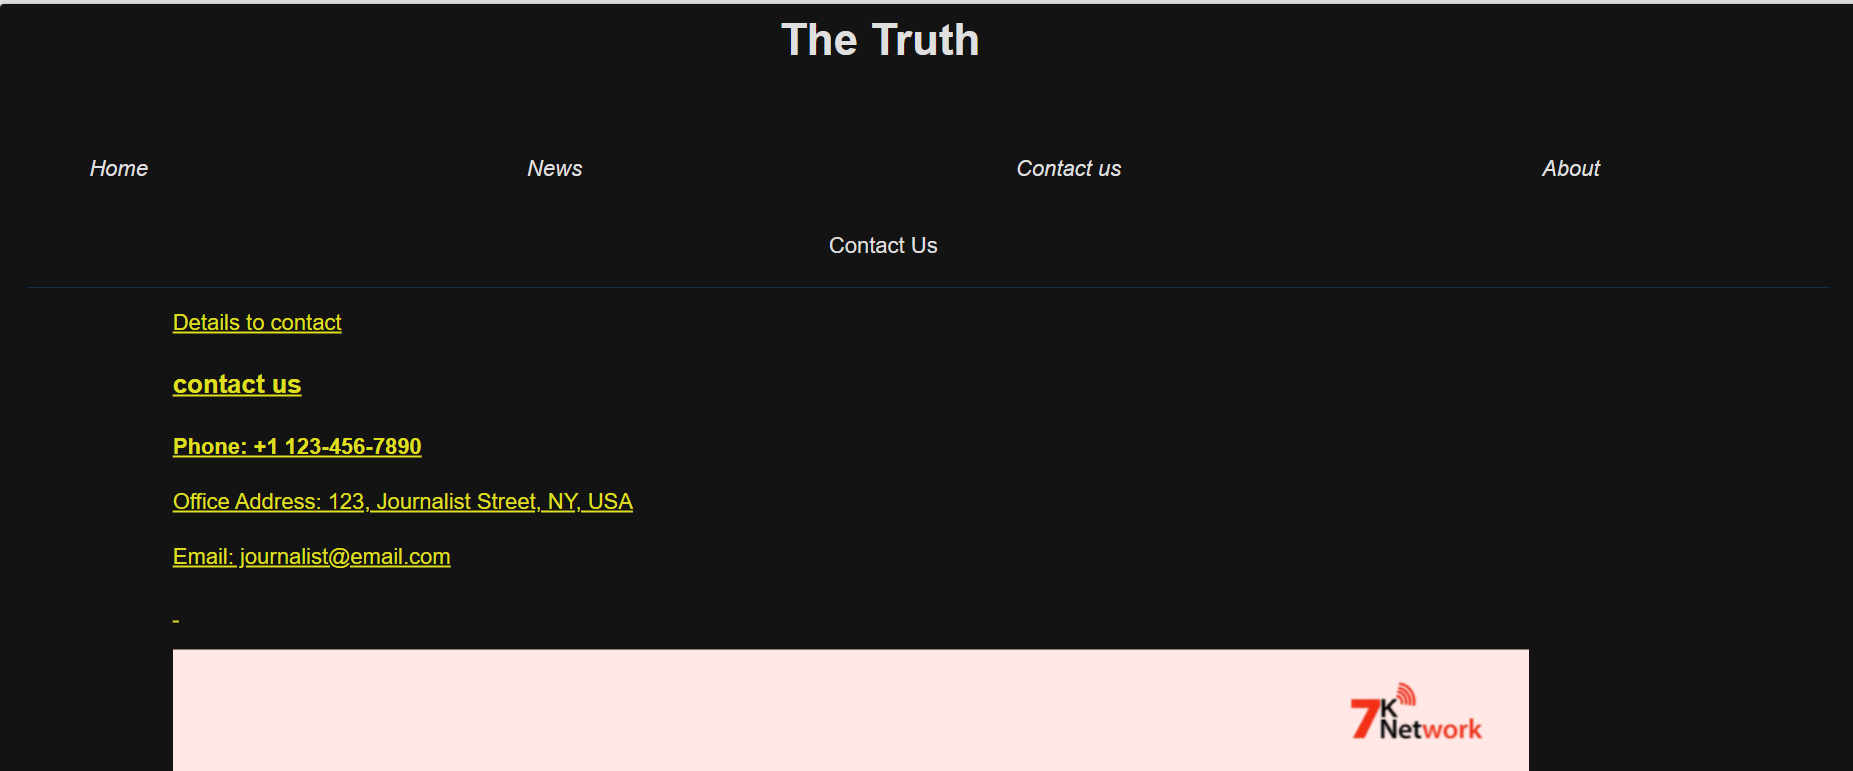 The Truth
Home News Contact us About
Contact Us
Details to contact
contact us
Phone: +1 123-456-7890
Office Address: 123, Journalist Street, NY, USA
Email: journalist@email.com
7K
Network